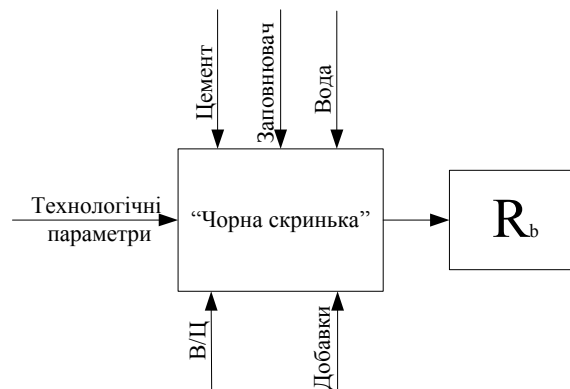 Цемент
Заповнювач
Вода
Технологічні
параметри
“Чорна скринька”
Rb
В/Ц
Добавки